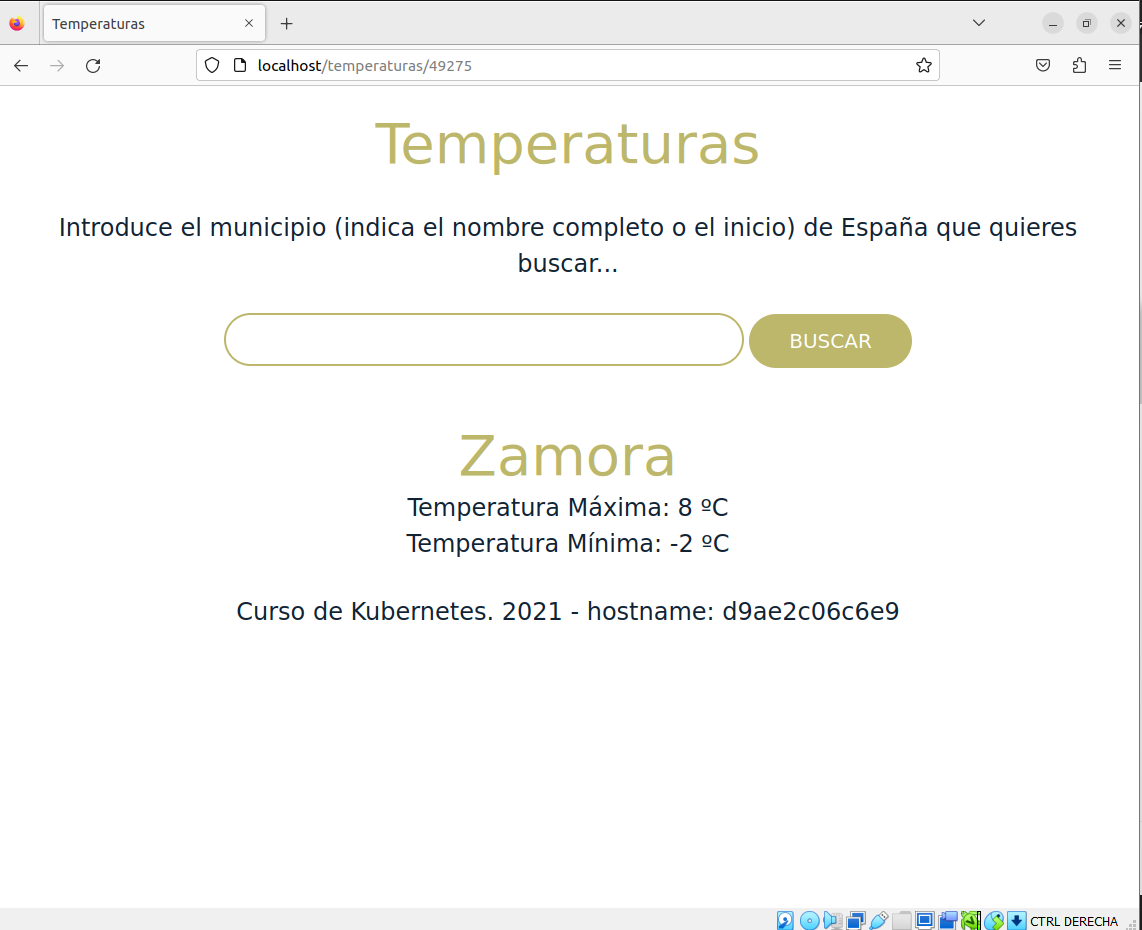 Temperaturas
localhost/temperaturas/49275
Temperaturas
Introduce el municipio (indica el nombre completo o el inicio) de España que quieres
buscar...
BUSCAR
Zamora
Temperatura Máxima: 8 ºC
Temperatura Mínima: -2 ºC
Curso de Kubernetes. 2021 - hostname: d9ae2c06c6e9
CTRL DERECHA